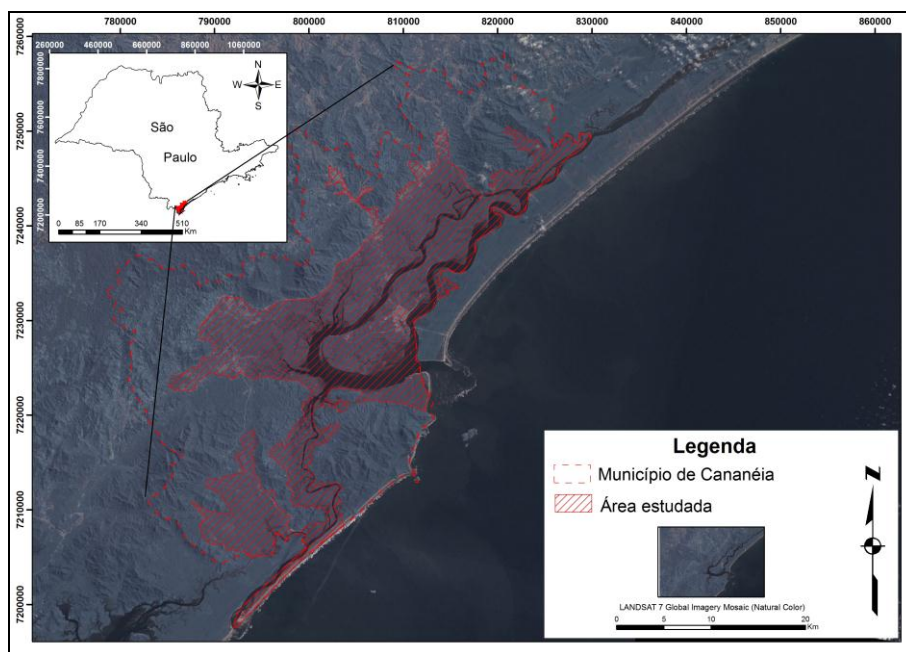 780000 790000 800000 810000 820000 830000 840000 850000 860000
260000 460000 660000 860000 1060000
7260000
7250000
7240000
7230000
7220000
7210000
7200000
7800000
7600000
7400000
7200000
N
W E
S
São
Paulo
0 85 170 340 510
Km
Legenda
Município de Cananéia
Área estudada
N
LANDSAT 7 Global Imagery Mosaic (Natural Color)
0 5 10 20
Km